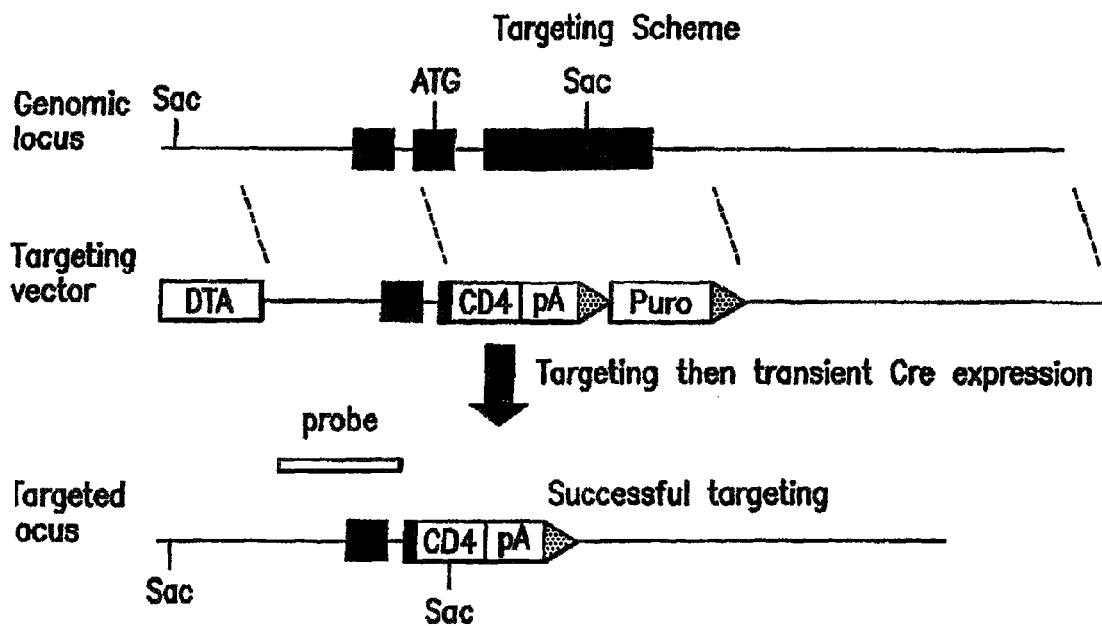 Targeting Scheme
ATG
Sac
Sac
Genomic
locus
Targeting
vector
DTA
CD4
pA
Puro
Targeting then transient Cre expression
probe
Targeted
ocus
Successful targeting
CD4
pA
Sac
Sac